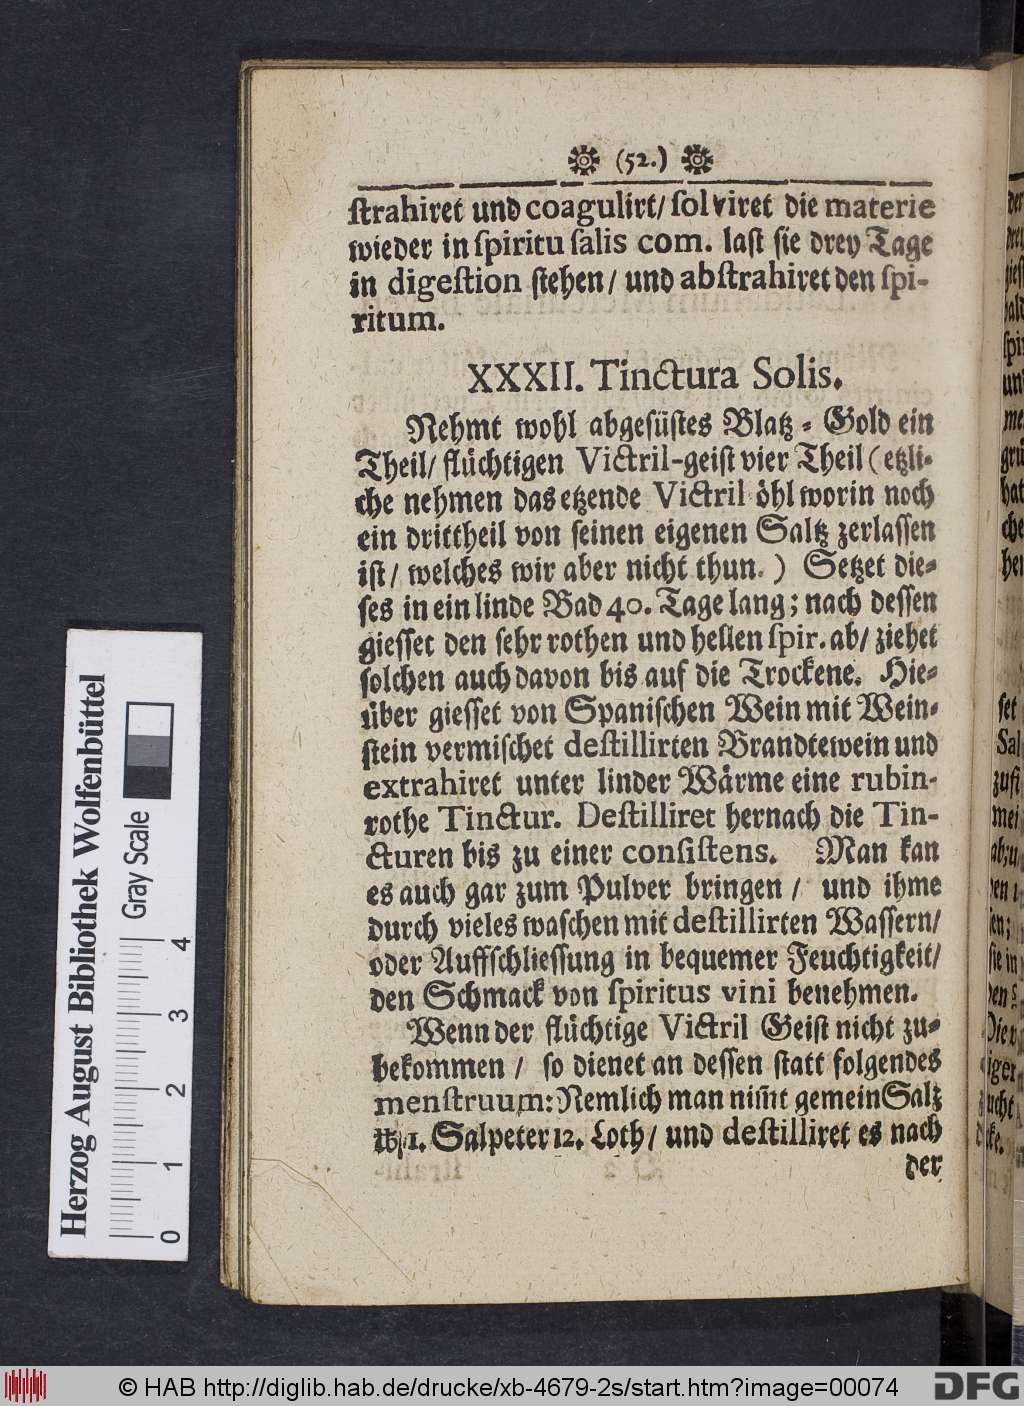 (52.)
ſtrahiret und coagulirt/ ſolviret die materie
wieder in ſpiritu ſalis com. laſt ſie drey Tage
in digeſtion ſtehen/ und abſtrahiret den ſpi-
ritum.
XXXII. Tinctura Solis.
Nehmt wohl abgeſüſtes Blatz-Gold ein
Theil/ flüchtigen Victril-geiſt vier Theil (etzli-
che nehmen das etzende Victril öhl worin noch
ein drittheil von ſeinen eigenen Saltz zerlaſſen
iſt/ welches wir aber nicht thun.) Setzet die-
ſes in ein linde Bad 40. Tage lang; nach deſſen
gieſſet den ſehr rothen und hellen ſpir. ab/ ziehet
ſolchen auch davon bis auf die Trockene. Hie-
über gieſſet von Spaniſchen Wein mit Wein-
ſtein vermiſchet deſtillirten Brandtewein und
extrahiret unter linder Wärme eine rubin-
rothe Tinctur. Deſtilliret hernach die Tin-
cturen bis zu einer conſiſtens. Man kan
es auch gar zum Pulver bringen/ und ihme
durch vieles waſchen mit deſtillirten Waſſern/
oder Auffſchlieſſung in bequemer Feuchtigkeit/
den Schmack von ſpiritus vini benehmen.
Wenn der flüchtige Victril Geiſt nicht zu-
bekommen/ ſo dienet an deſſen ſtatt folgendes
menſtruum: Nemlich man nim̃t gemein Salz
℔j. 1. Salpeter 12. Loth/ und deſtilliret es nach
der
Herzog August Bibliothek Wolfenbüttel
Gray Scale
0 1 2 3 4
© HAB http://diglib.hab.de/drucke/xb-4679-2s/start.htm?image=00074
DFG